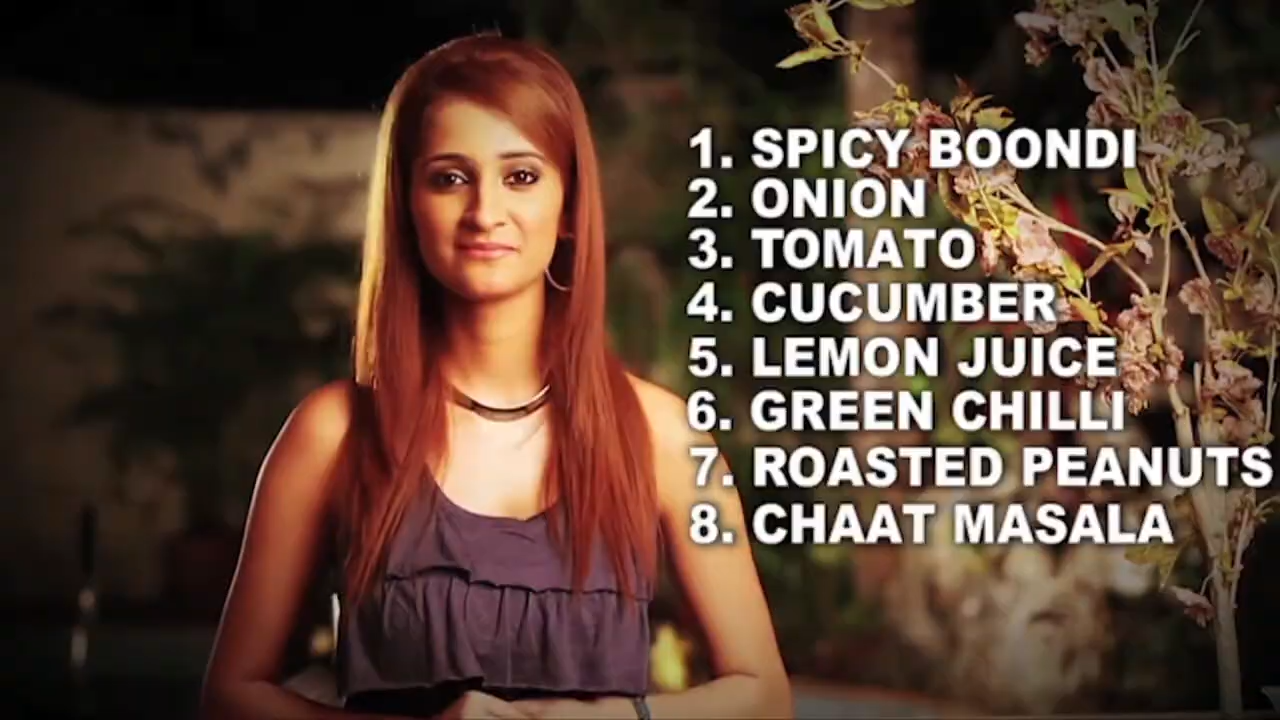 1. SPICY BOONDI
2. ONION
3. TOMATO
4. CUCUMBER
5. LEMON JUICE
6. GREEN CHILLI
7. ROASTED PEANUTS
8. CHAAT MASALA